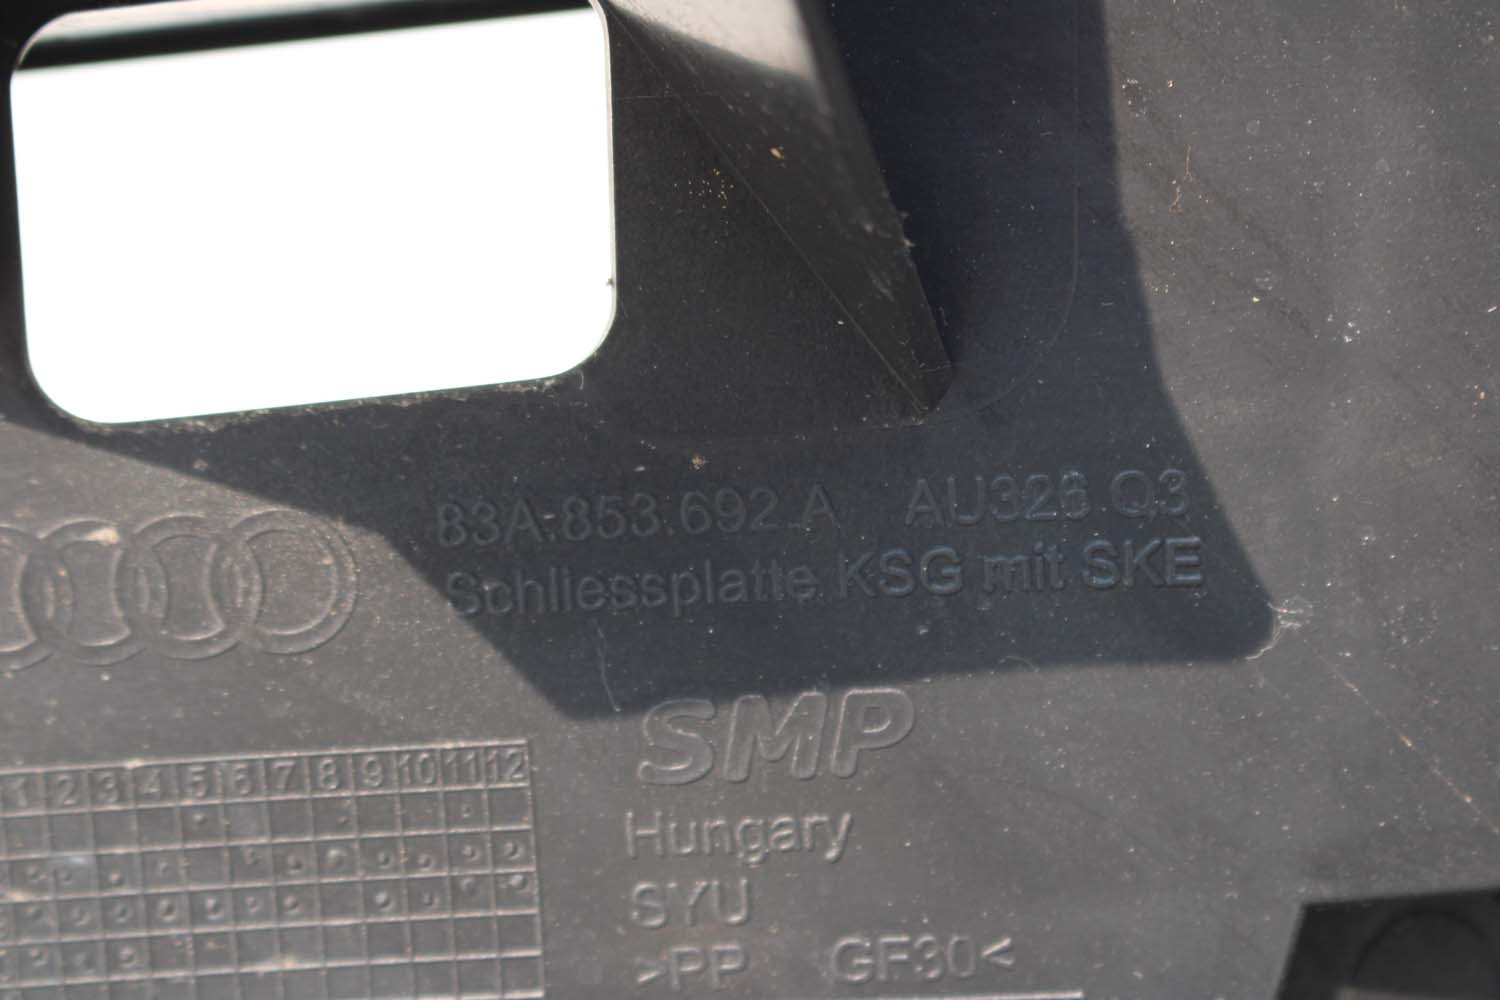 83A.853.692.A AU326 Q3
Schliessplatte KSG mit SKE
SMP
1 2 3 4 5 6 7 8 9 10 11 12
Hungary
SYU
>PP GF30<